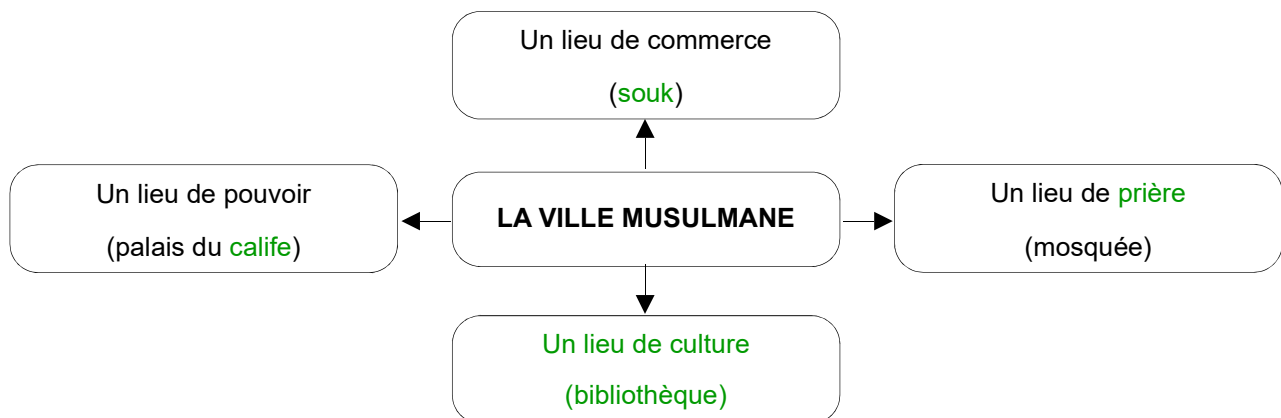 Un lieu de commerce
(souk)
Un lieu de pouvoir
(palais du calife)
LA VILLE MUSULMANE
Un lieu de prière
(mosquée)
Un lieu de culture
(bibliothèque)